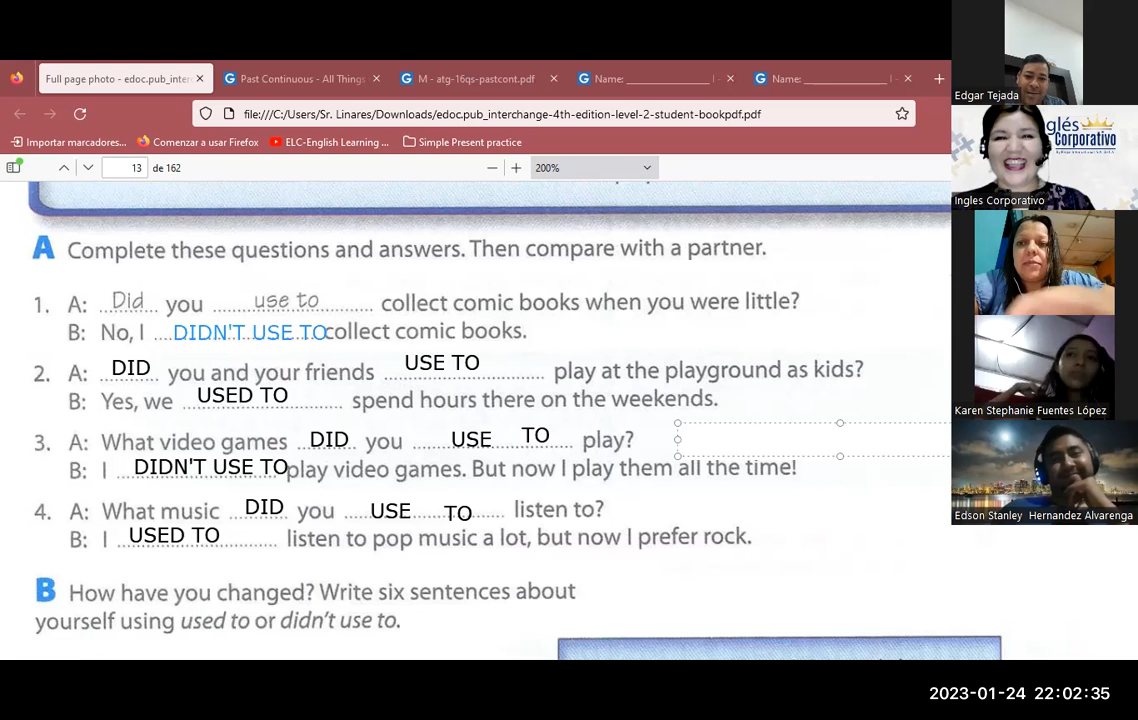 Full page photo - edoc.pub_inter
Past Continuous - All Things
M - atg-16qs-pastcont.pdf
Name: ______________ I -
Name: ______________ I -
file:///C:/Users/Sr. Linares/Downloads/edoc.pub_interchange-4th-edition-level-2-student-bookpdf.pdf
Importar marcadores...
Comenzar a usar Firefox
ELC-English Learning ...
Simple Present practice
13 de 162
200%
A Complete these questions and answers. Then compare with a partner.
1. A: Did you use to collect comic books when you were little?
B: No, I DIDN'T USE TO collect comic books.
2. A: DID you and your friends USE TO play at the playground as kids?
B: Yes, we USED TO spend hours there on the weekends.
3. A: What video games DID you USE TO play?
B: I DIDN'T USE TO play video games. But now I play them all the time!
4. A: What music DID you USE TO listen to?
B: I USED TO listen to pop music a lot, but now I prefer rock.
B How have you changed? Write six sentences about
yourself using used to or didn't use to.
Edgar Tejada
glés
Corporativo
Ingles Corporativo
Karen Stephanie Fuentes López
Edson Stanley Hernandez Alvarenga
2023-01-24 22:02:35